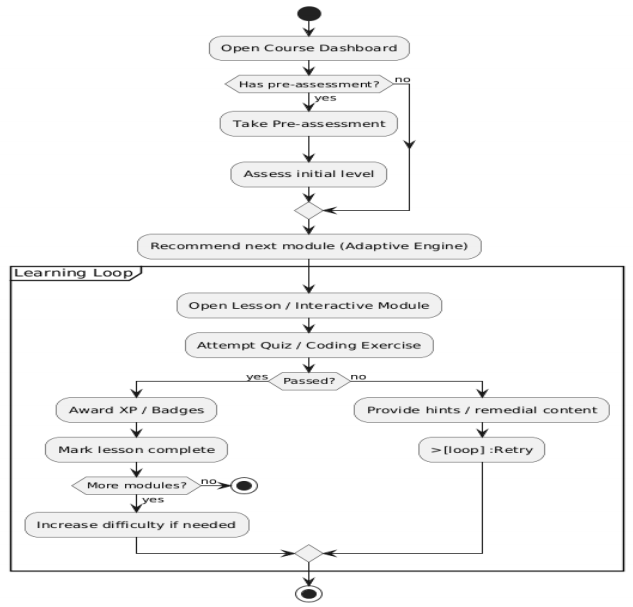 Open Course Dashboard
Has pre-assessment?
no
yes
Take Pre-assessment
Assess initial level
Recommend next module (Adaptive Engine)
Learning Loop
Open Lesson / Interactive Module
Attempt Quiz / Coding Exercise
yes
Passed?
no
Award XP / Badges
Provide hints / remedial content
Mark lesson complete
>[loop] :Retry
More modules?
no
yes
Increase difficulty if needed